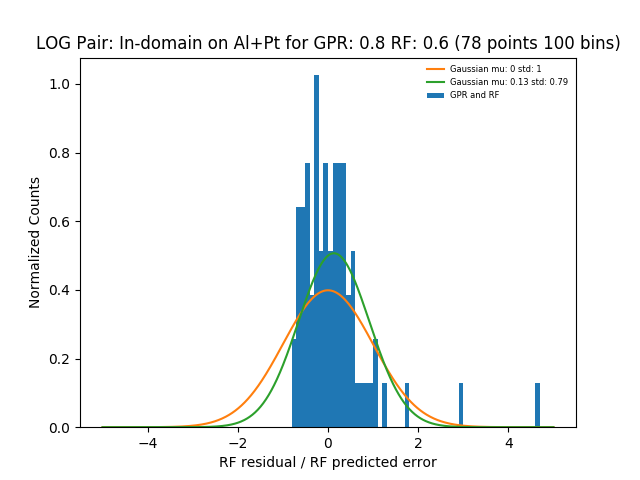 LOG Pair: In-domain on Al+Pt for GPR: 0.8 RF: 0.6 (78 points 100 bins)
Gaussian mu: 0 std: 1
Gaussian mu: 0.13 std: 0.79
GPR and RF
1.0
0.8
0.6
0.4
0.2
0.0
Normalized Counts
−4 −2 0 2 4
RF residual / RF predicted error